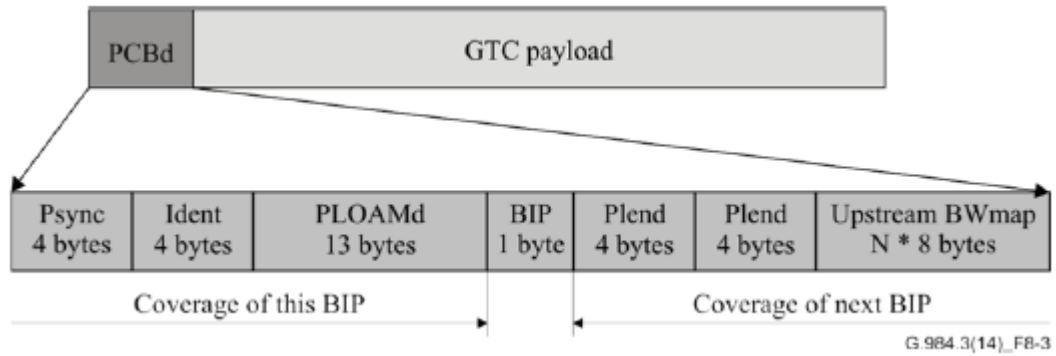 PCBd
GTC payload
Psync
4 bytes
Ident
4 bytes
PLOAMd
13 bytes
BIP
1 byte
Plend
4 bytes
Plend
4 bytes
Upstream BWmap
N * 8 bytes
Coverage of this BIP
Coverage of next BIP
G.984.3(14)_F8-3